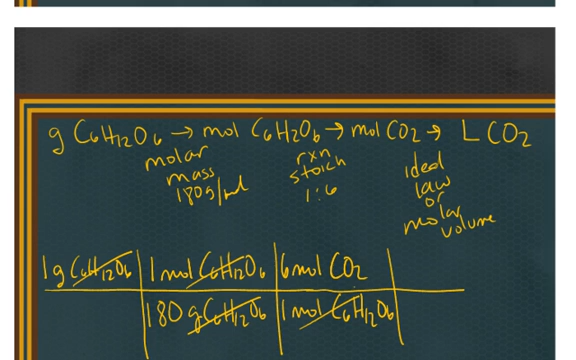 g C6H12O6 → mol C6H12O6 → mol CO2 → L CO2
molar mass 180g/mol
rxn stoich 1:6
ideal law or molar volume
1g C6H12O6 | 1 mol C6H12O6 | 6 mol CO2
180 g C6H12O6 | 1 mol C6H12O6